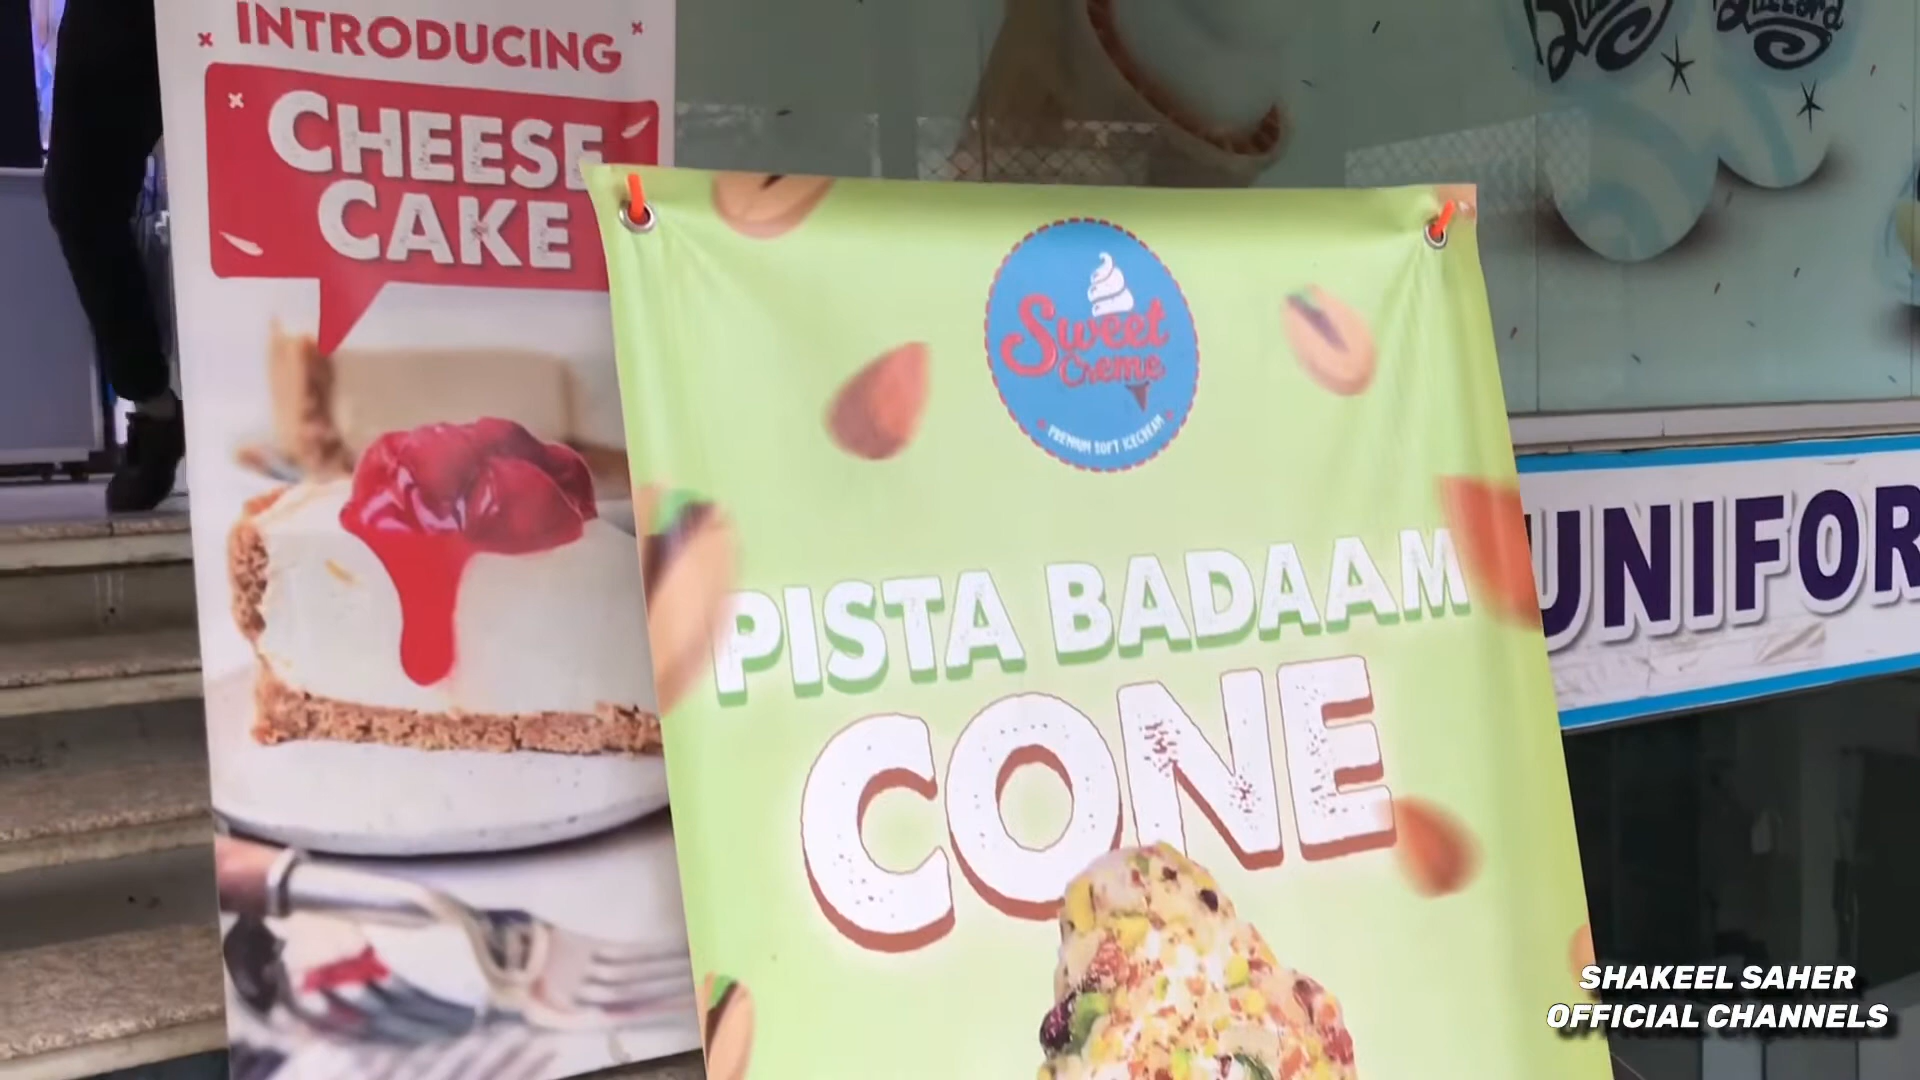 INTRODUCING
CHEESE
CAKE
Sweet
Creme
PREMIUM SOFT ICECREAM
PISTA BADAAM
CONE
UNIFOR
SHAKEEL SAHER
OFFICIAL CHANNELS